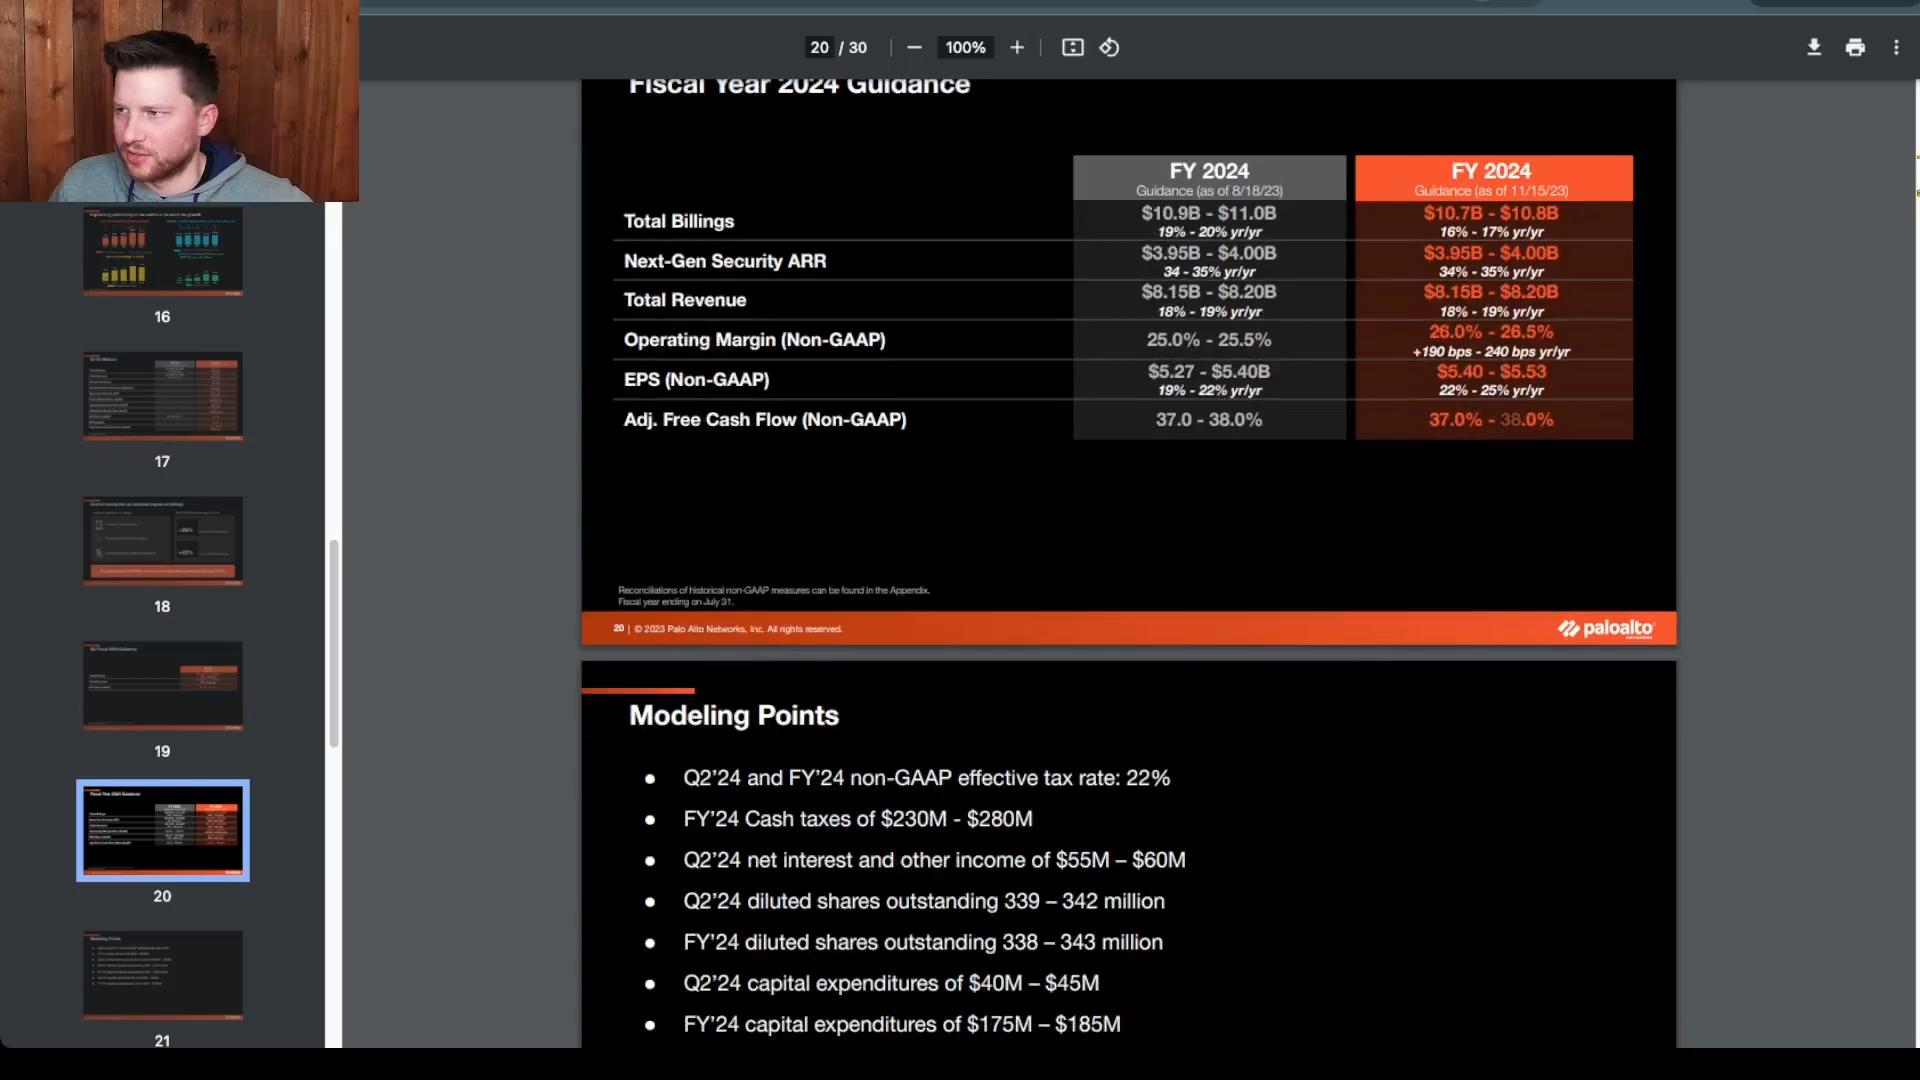 20 / 30
100%
Fiscal Year 2024 Guidance
FY 2024
Guidance (as of 8/18/23)
FY 2024
Guidance (as of 11/15/23)
Total Billings
$10.9B - $11.0B
19% - 20% yr/yr
$10.7B - $10.8B
16% - 17% yr/yr
Next-Gen Security ARR
$3.95B - $4.00B
34 - 35% yr/yr
$3.95B - $4.00B
34% - 35% yr/yr
Total Revenue
$8.15B - $8.20B
18% - 19% yr/yr
$8.15B - $8.20B
18% - 19% yr/yr
Operating Margin (Non-GAAP)
25.0% - 25.5%
26.0% - 26.5%
+190 bps - 240 bps yr/yr
EPS (Non-GAAP)
$5.27 - $5.40B
19% - 22% yr/yr
$5.40 - $5.53
22% - 25% yr/yr
Adj. Free Cash Flow (Non-GAAP)
37.0 - 38.0%
37.0% - 38.0%
Reconciliations of historical non-GAAP measures can be found in the Appendix.
Fiscal year ending on July 31.
20 | © 2023 Palo Alto Networks, Inc. All rights reserved.
paloalto
NETWORKS
Modeling Points
● Q2'24 and FY'24 non-GAAP effective tax rate: 22%
● FY'24 Cash taxes of $230M - $280M
● Q2'24 net interest and other income of $55M – $60M
● Q2'24 diluted shares outstanding 339 – 342 million
● FY'24 diluted shares outstanding 338 – 343 million
● Q2'24 capital expenditures of $40M – $45M
● FY'24 capital expenditures of $175M – $185M
16
17
18
19
Fiscal Year 2024 Guidance
20
Modeling Points
21